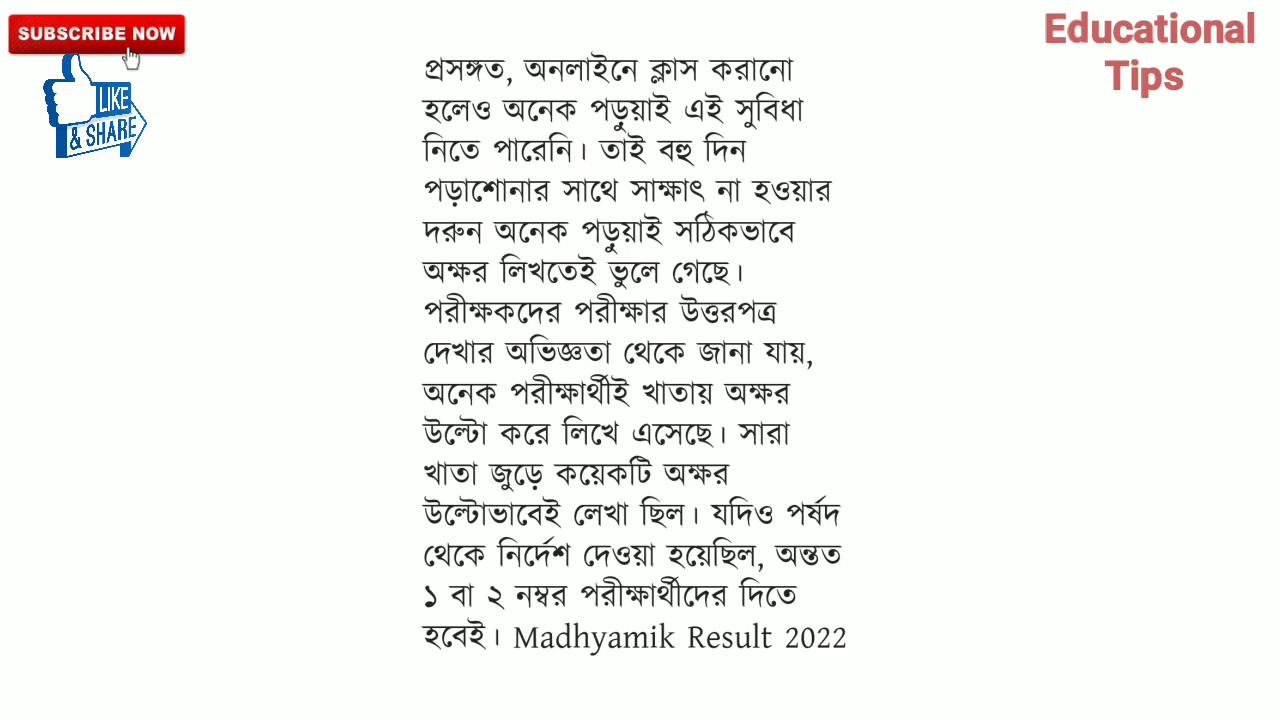 SUBSCRIBE NOW
LIKE
& SHARE
Educational
Tips
প্রসঙ্গত, অনলাইনে ক্লাস করানো
হলেও অনেক পড়ুয়াই এই সুবিধা
নিতে পারেনি। তাই বহু দিন
পড়াশোনার সাথে সাক্ষাৎ না হওয়ার
দরুন অনেক পড়ুয়াই সঠিকভাবে
অক্ষর লিখতেই ভুলে গেছে।
পরীক্ষকদের পরীক্ষার উত্তরপত্র
দেখার অভিজ্ঞতা থেকে জানা যায়,
অনেক পরীক্ষার্থীই খাতায় অক্ষর
উল্টো করে লিখে এসেছে। সারা
খাতা জুড়ে কয়েকটি অক্ষর
উল্টোভাবেই লেখা ছিল। যদিও পর্ষদ
থেকে নির্দেশ দেওয়া হয়েছিল, অন্তত
১ বা ২ নম্বর পরীক্ষার্থীদের দিতে
হবেই। Madhyamik Result 2022